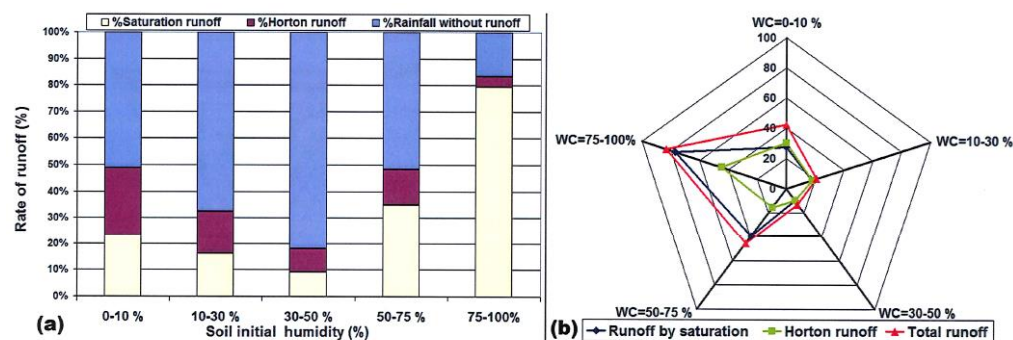 %Saturation runoff %Horton runoff %Rainfall without runoff
Rate of runoff (%)
100%
90%
80%
70%
60%
50%
40%
30%
20%
10%
0%
0-10 % 10-30 % 30-50 % 50-75 % 75-100%
(a) Soil initial humidity (%)
WC=0-10 %
100
80
60
40
20
0
WC=75-100%
WC=10-30 %
WC=50-75 %
WC=30-50 %
(b) Runoff by saturation Horton runoff Total runoff